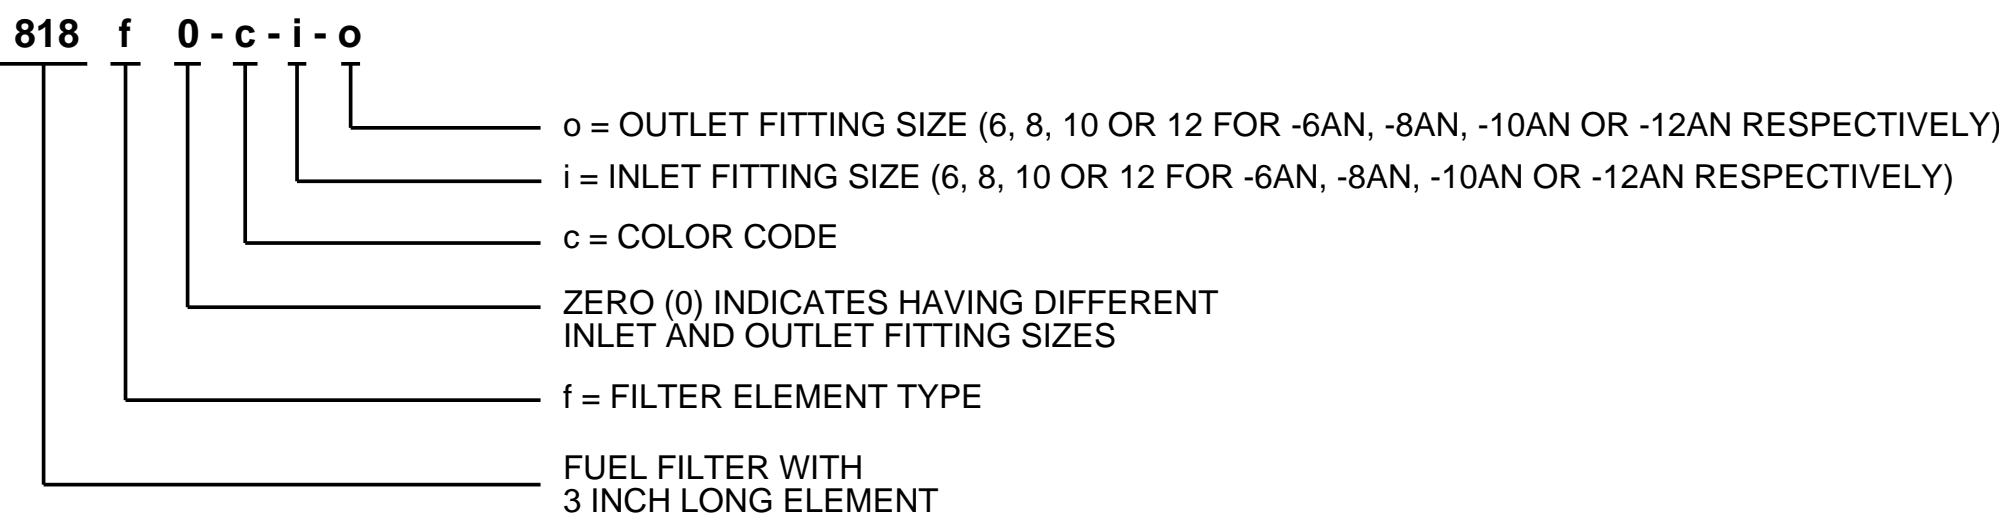 818 f 0 - c - i - o
o = OUTLET FITTING SIZE (6, 8, 10 OR 12 FOR -6AN, -8AN, -10AN OR -12AN RESPECTIVELY)
i = INLET FITTING SIZE (6, 8, 10 OR 12 FOR -6AN, -8AN, -10AN OR -12AN RESPECTIVELY)
c = COLOR CODE
ZERO (0) INDICATES HAVING DIFFERENT
INLET AND OUTLET FITTING SIZES
f = FILTER ELEMENT TYPE
FUEL FILTER WITH
3 INCH LONG ELEMENT